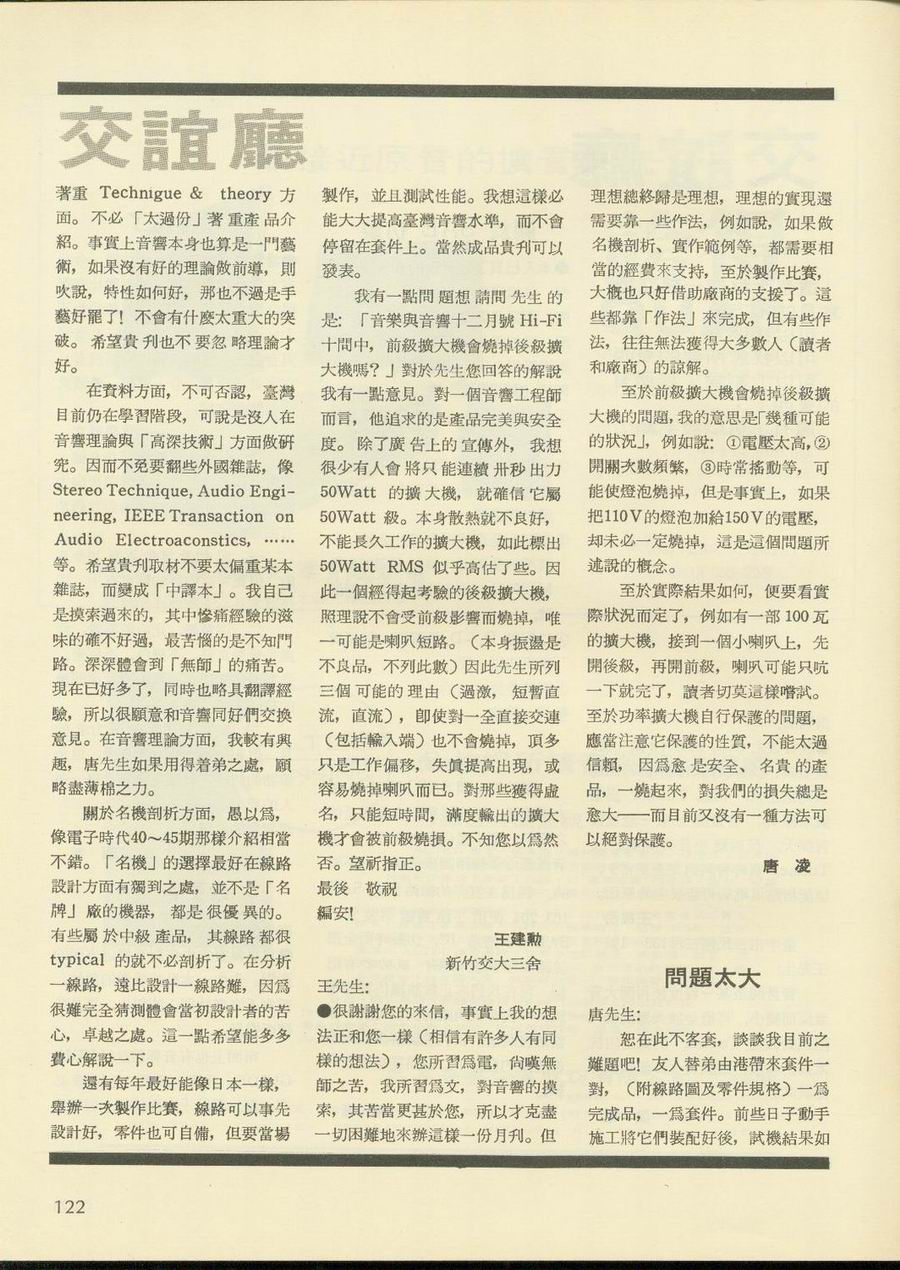 交誼廳
著重 Technigue & theory 方
面。不必「太過份」著重產品介
紹。事實上音響本身也算是一門藝
術，如果沒有好的理論做前導，則
吹說，特性如何好，那也不過是手
藝好罷了！不會有什麼太重大的突
破。希望貴刋也不要忽略理論才
好。
在資料方面，不可否認，臺灣
目前仍在學習階段，可說是沒人在
音響理論與「高深技術」方面做研
究。因而不免要翻些外國雜誌，像
Stereo Technique, Audio Engi-
neering, IEEE Transaction on
Audio Electroaconstics, ……
等。希望貴刋取材不要太偏重某本
雜誌，而變成「中譯本」。我自己
是摸索過來的，其中慘痛經驗的滋
味的確不好過，最苦惱的是不知門
路。深深體會到「無師」的痛苦。
現在已好多了，同時也略具翻譯經
驗，所以很願意和音響同好們交換
意見。在音響理論方面，我較有興
趣，唐先生如果用得着弟之處，願
略盡薄棉之力。
關於名機剖析方面，愚以爲，
像電子時代40～45期那樣介紹相當
不錯。「名機」的選擇最好在線路
設計方面有獨到之處，並不是「名
牌」廠的機器，都是很優異的。
有些屬於中級產品，其線路都很
typical 的就不必剖析了。在分析
一線路，遠比設計一線路難，因爲
很難完全猜測體會當初設計者的苦
心，卓越之處。這一點希望能多多
費心解說一下。
還有每年最好能像日本一樣，
舉辦一次製作比賽，線路可以事先
設計好，零件也可自備，但要當場
製作，並且測試性能。我想這樣必
能大大提高臺灣音響水準，而不會
停留在套件上。當然成品貴刋可以
發表。
我有一點問題想請問先生的
是：「音樂與音響十二月號 Hi-Fi
十問中，前級擴大機會燒掉後級擴
大機嗎？」對於先生您回答的解說
我有一點意見。對一個音響工程師
而言，他追求的是產品完美與安全
度。除了廣告上的宣傳外，我想
很少有人會將只能連續卅秒出力
50Watt 的擴大機，就確信它屬
50Watt 級。本身散熱就不良好，
不能長久工作的擴大機，如此標出
50Watt RMS 似乎高估了些。因
此一個經得起考驗的後級擴大機，
照理說不會受前級影響而燒掉，唯
一可能是喇叭短路。（本身振盪是
不良品，不列此數）因此先生所列
三個可能的理由（過激，短暫直
流，直流），卽使對一全直接交連
（包括輸入端）也不會燒掉，頂多
只是工作偏移，失眞提高出現，或
容易燒掉喇叭而已。對那些獲得虛
名，只能短時間，滿度輸出的擴大
機才會被前級燒損。不知您以爲然
否。望祈指正。
最後 敬祝
編安！
王建勲
新竹交大三舍
王先生：
●很謝謝您的來信，事實上我的想
法正和您一樣（相信有許多人有同
樣的想法），您所習爲電，尙嘆無
師之苦，我所習爲文，對音響的摸
索，其苦當更甚於您，所以才克盡
一切困難地來辦這樣一份月刋。但
理想總終歸是理想，理想的實現還
需要靠一些作法，例如說，如果做
名機剖析、實作範例等，都需要相
當的經費來支持，至於製作比賽，
大概也只好借助廠商的支接了。這
些都靠「作法」來完成，但有些作
法，往往無法獲得大多數人（讀者
和廠商）的諒解。
至於前級擴大機會燒掉後級擴
大機的問題，我的意思是「幾種可能
的狀況」，例如說：①電壓太高，②
開關次數頻繁，③時常搖動等，可
能使燈泡燒掉，但是事實上，如果
把110V的燈泡加給150V的電壓，
却未必一定燒掉，這是這個問題所
述說的概念。
至於實際結果如何，便要看實
際狀況而定了，例如有一部 100 瓦
的擴大機，接到一個小喇叭上，先
開後級，再開前級，喇叭可能只吭
一下就完了，讀者切莫這樣嚐試。
至於功率擴大機自行保護的問題，
應當注意它保護的性質，不能太過
信賴，因爲愈是安全、名貴的產
品，一燒起來，對我們的損失總是
愈大——而目前又沒有一種方法可
以絕對保護。
唐 凌
問題太大
唐先生：
恕在此不客套，談談我目前之
難題吧！友人替弟由港帶來套件一
對，（附線路圖及零件規格）一爲
完成品，一爲套件。前些日子動手
施工將它們裝配好後，試機結果如
122